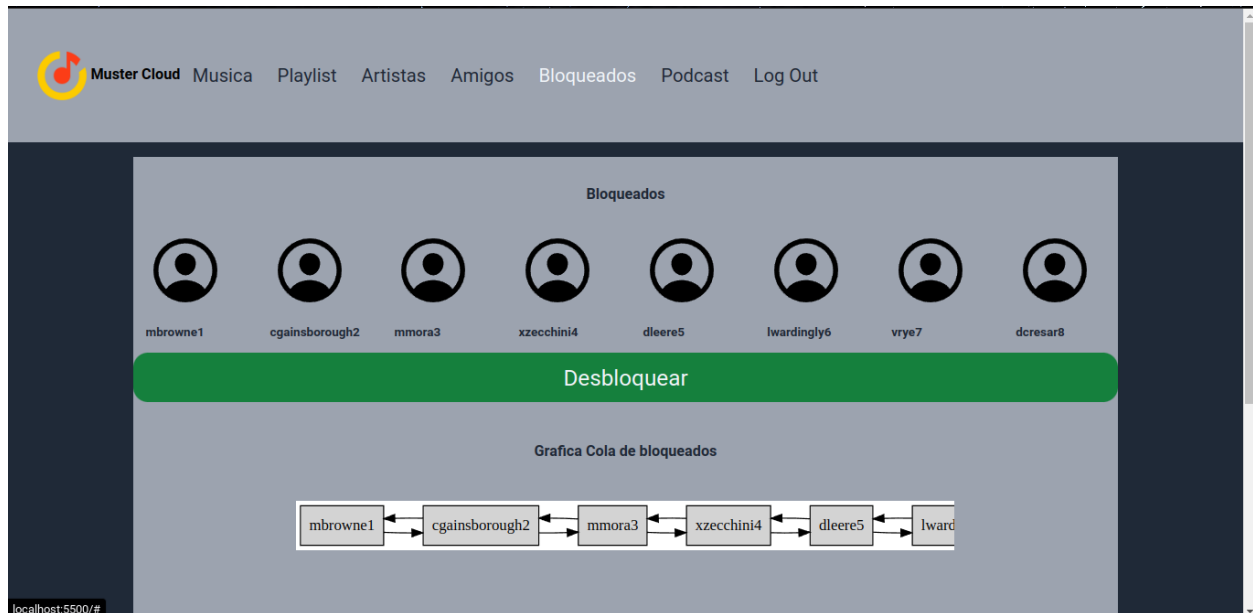 Muster Cloud Musica Playlist Artistas Amigos Bloqueados Podcast Log Out
Bloqueados
mbrowne1 cgainsborough2 mmora3 xzecchini4 dleere5 lwardingly6 vrye7 dcresar8
Desbloquear
Grafica Cola de bloqueados
mbrowne1 cgainsborough2 mmora3 xzecchini4 dleere5 lward
localhost:5500/#